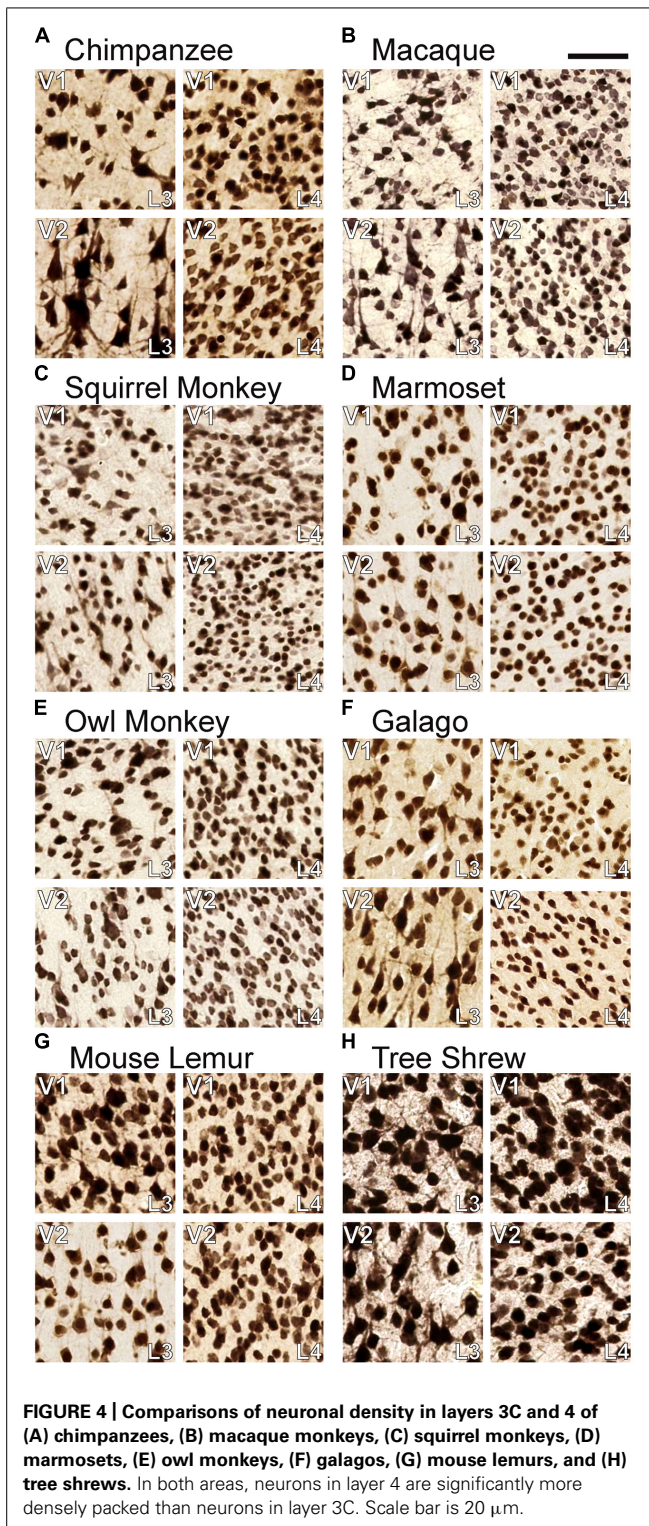 A Chimpanzee
B Macaque
V1
L3
V1
L4
V1
L3
V1
L4
V2
L3
V2
L4
V2
L3
V2
L4
C Squirrel Monkey
D Marmoset
V1
L3
V1
L4
V1
L3
V1
L4
V2
L3
V2
L4
V2
L3
V2
L4
E Owl Monkey
F Galago
V1
L3
V1
L4
V1
L3
V1
L4
V2
L3
V2
L4
V2
L3
V2
L4
G Mouse Lemur
H Tree Shrew
V1
L3
V1
L4
V1
L3
V1
L4
V2
L3
V2
L4
V2
L3
V2
L4
FIGURE 4 | Comparisons of neuronal density in layers 3C and 4 of
(A) chimpanzees, (B) macaque monkeys, (C) squirrel monkeys, (D)
marmosets, (E) owl monkeys, (F) galagos, (G) mouse lemurs, and (H)
tree shrews. In both areas, neurons in layer 4 are significantly more
densely packed than neurons in layer 3C. Scale bar is 20 μm.